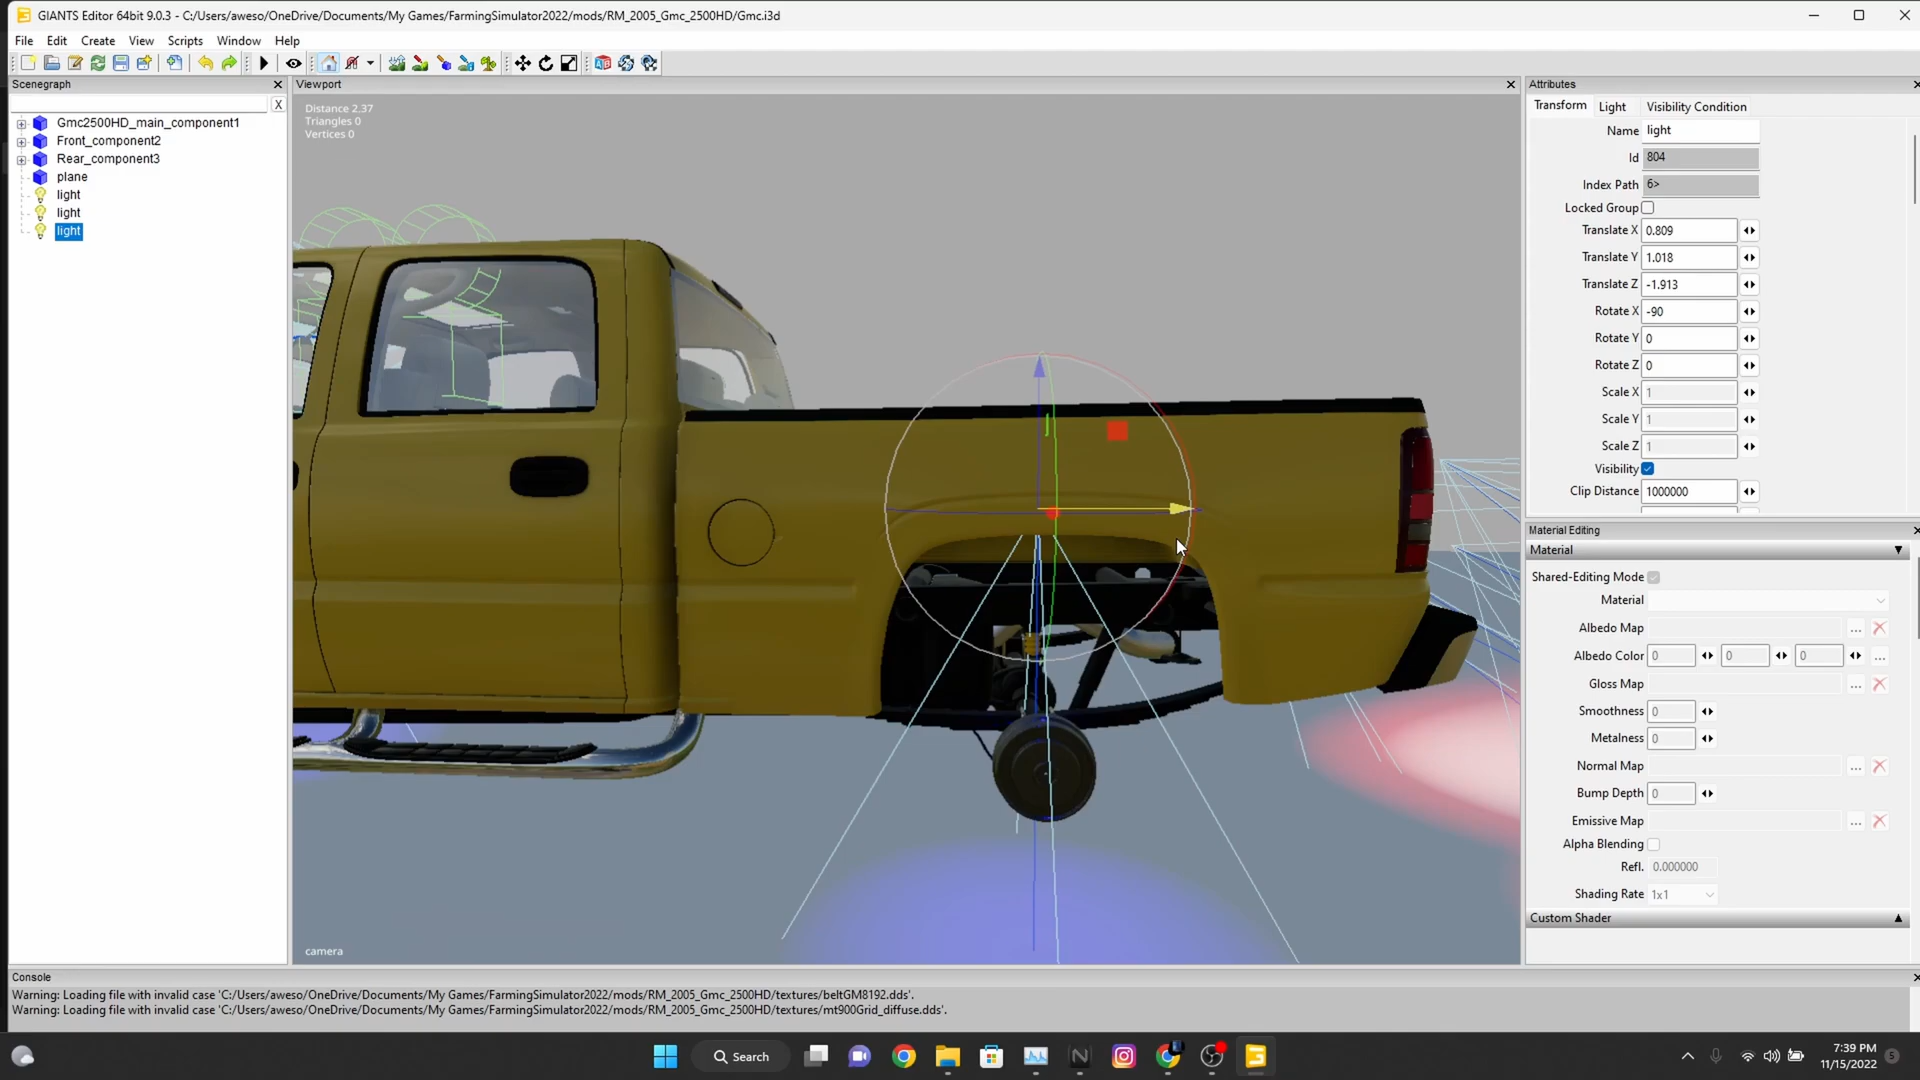 GIANTS Editor 64bit 9.0.3 - C:/Users/aweso/OneDrive/Documents/My Games/FarmingSimulator2022/mods/RM_2005_Gmc_2500HD/Gmc.i3d
File Edit Create View Scripts Window Help
Scenegraph
X
Gmc2500HD_main_component1
Front_component2
Rear_component3
plane
light
light
light
Viewport
Distance 2.37
Triangles 0
Vertices 0
camera
Attributes
Transform Light Visibility Condition
Name light
Id 804
Index Path 6>
Locked Group
Translate X 0.809
Translate Y 1.018
Translate Z -1.913
Rotate X -90
Rotate Y 0
Rotate Z 0
Scale X 1
Scale Y 1
Scale Z 1
Visibility
Clip Distance 1000000
Material Editing
Material
Shared-Editing Mode
Material
Albedo Map ...
Albedo Color 0 0 0 ...
Gloss Map ...
Smoothness 0
Metalness 0
Normal Map ...
Bump Depth 0
Emissive Map ...
Alpha Blending
Refl. 0.000000
Shading Rate 1x1
Custom Shader
Console
Warning: Loading file with invalid case 'C:/Users/aweso/OneDrive/Documents/My Games/FarmingSimulator2022/mods/RM_2005_Gmc_2500HD/textures/beltGM8192.dds'.
Warning: Loading file with invalid case 'C:/Users/aweso/OneDrive/Documents/My Games/FarmingSimulator2022/mods/RM_2005_Gmc_2500HD/textures/mt900Grid_diffuse.dds'.
Search
7:39 PM
11/15/2022
5